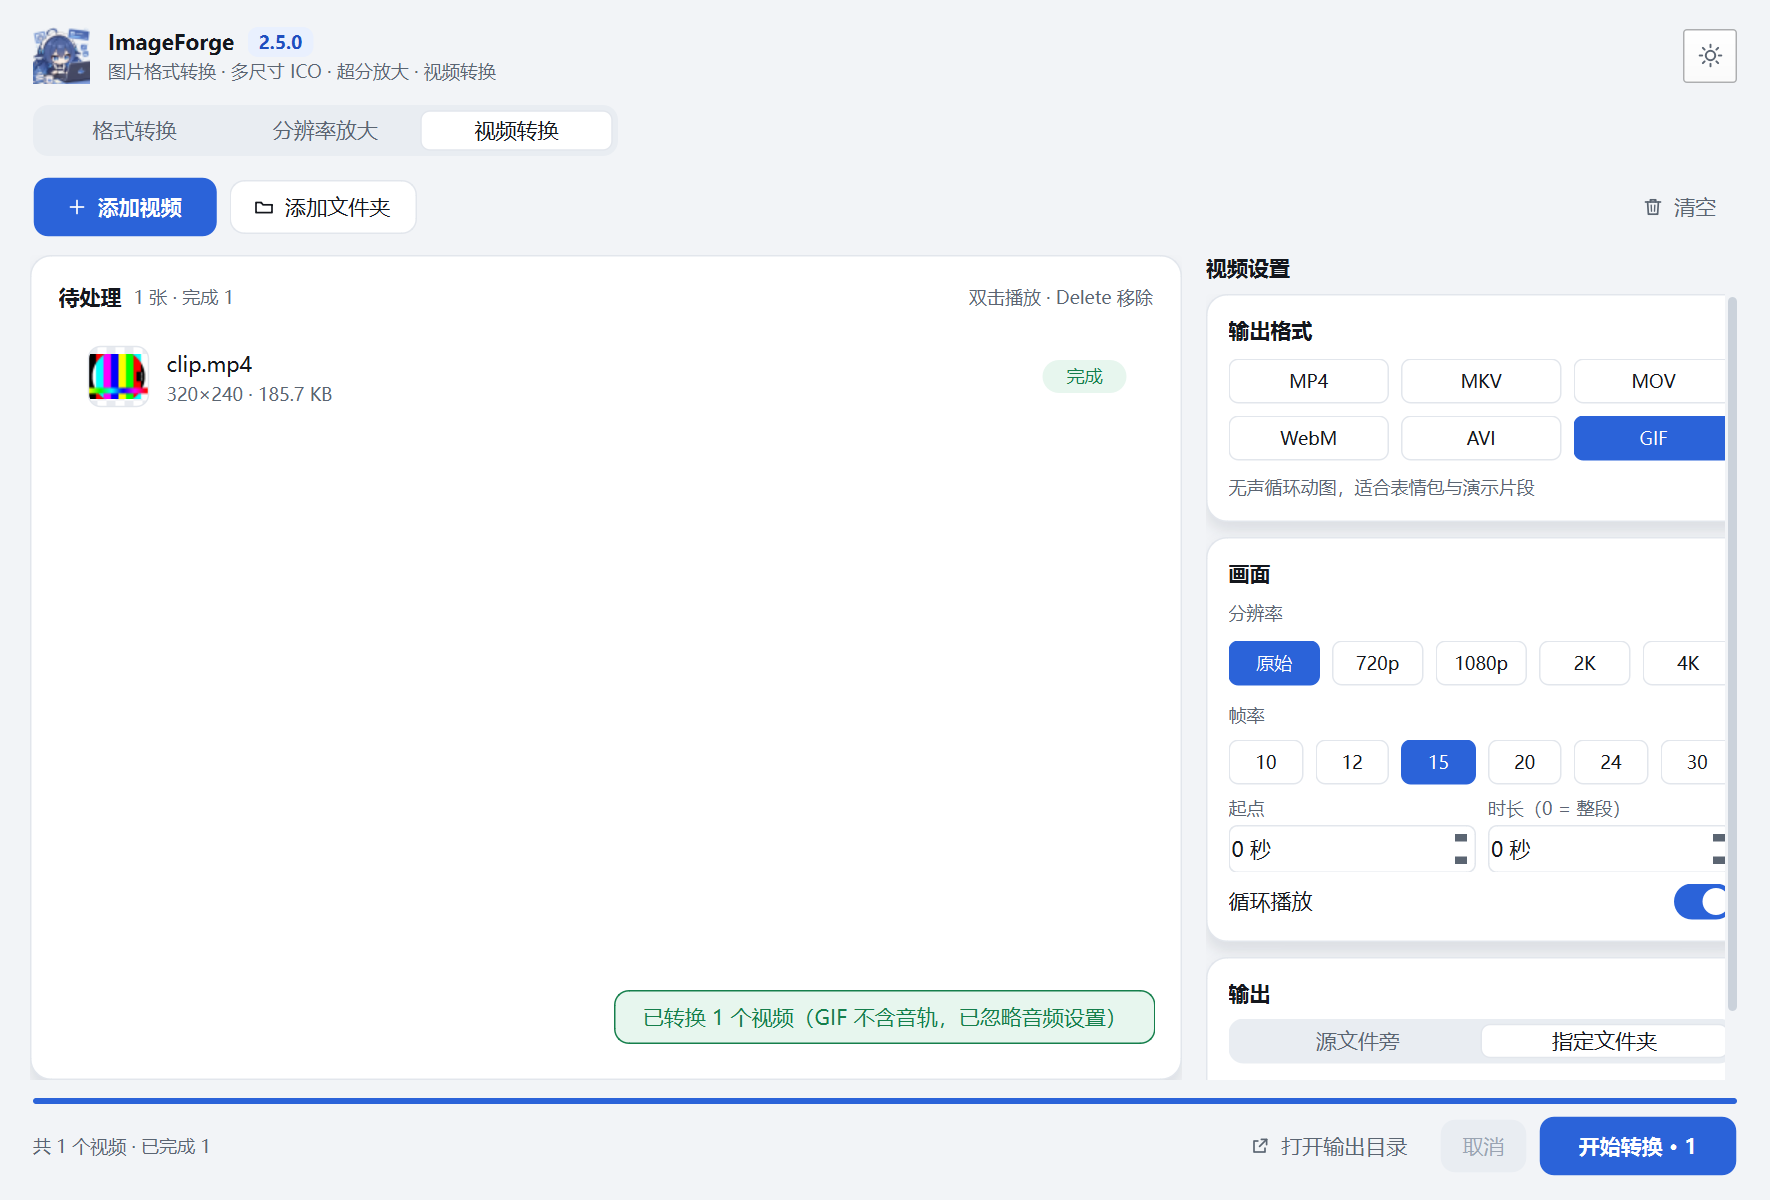 ImageForge 2.5.0
图片格式转换 · 多尺寸 ICO · 超分放大 · 视频转换
格式转换 分辨率放大 视频转换
添加视频 添加文件夹 清空
待处理 1 张 · 完成 1 双击播放 · Delete 移除
clip.mp4
320×240 · 185.7 KB
完成
已转换 1 个视频（GIF 不含音轨，已忽略音频设置）
视频设置
输出格式
MP4 MKV MOV
WebM AVI GIF
无声循环动图，适合表情包与演示片段
画面
分辨率
原始 720p 1080p 2K 4K
帧率
10 12 15 20 24 30
起点 时长（0 = 整段）
0 秒 0 秒
循环播放
输出
源文件旁 指定文件夹
共 1 个视频 · 已完成 1 打开输出目录 取消 开始转换 • 1